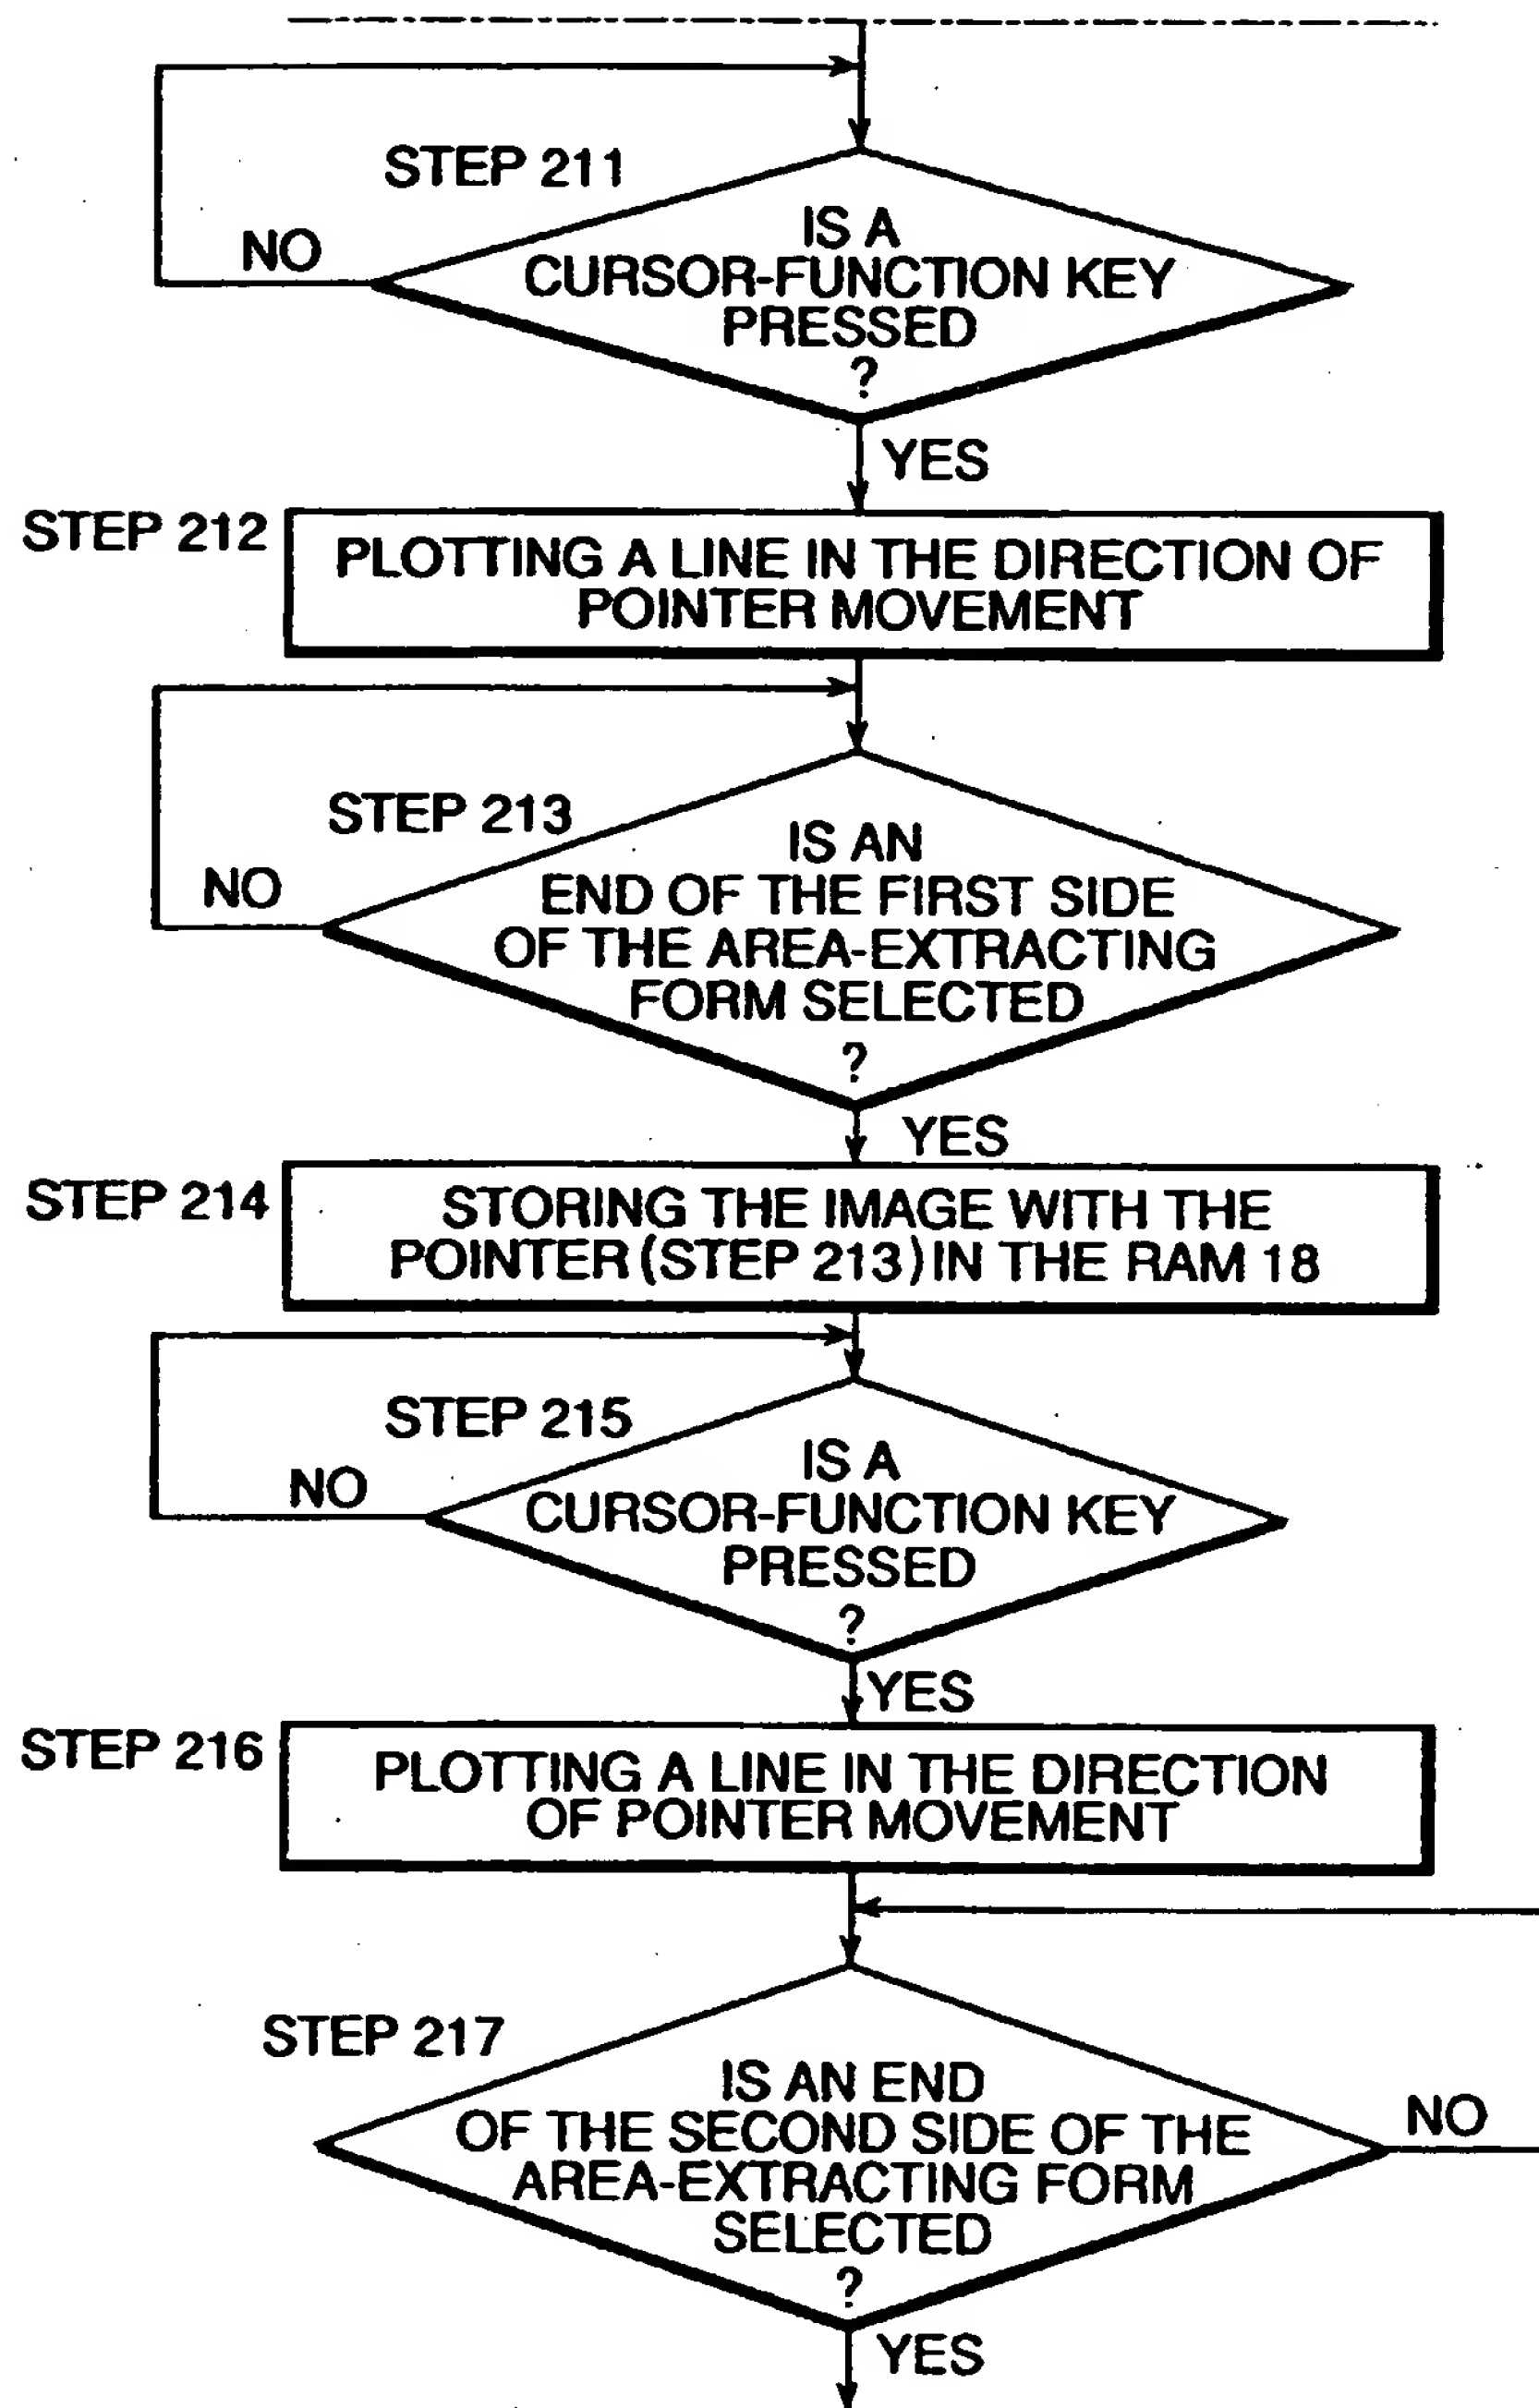 STEP 211
IS A
CURSOR-FUNCTION KEY
PRESSED
?
NO
YES
STEP 212
PLOTTING A LINE IN THE DIRECTION OF
POINTER MOVEMENT
STEP 213
IS AN
END OF THE FIRST SIDE
OF THE AREA-EXTRACTING
FORM SELECTED
?
NO
YES
STEP 214
STORING THE IMAGE WITH THE
POINTER (STEP 213) IN THE RAM 18
STEP 215
IS A
CURSOR-FUNCTION KEY
PRESSED
?
NO
YES
STEP 216
PLOTTING A LINE IN THE DIRECTION
OF POINTER MOVEMENT
STEP 217
IS AN END
OF THE SECOND SIDE OF THE
AREA-EXTRACTING FORM
SELECTED
?
NO
YES